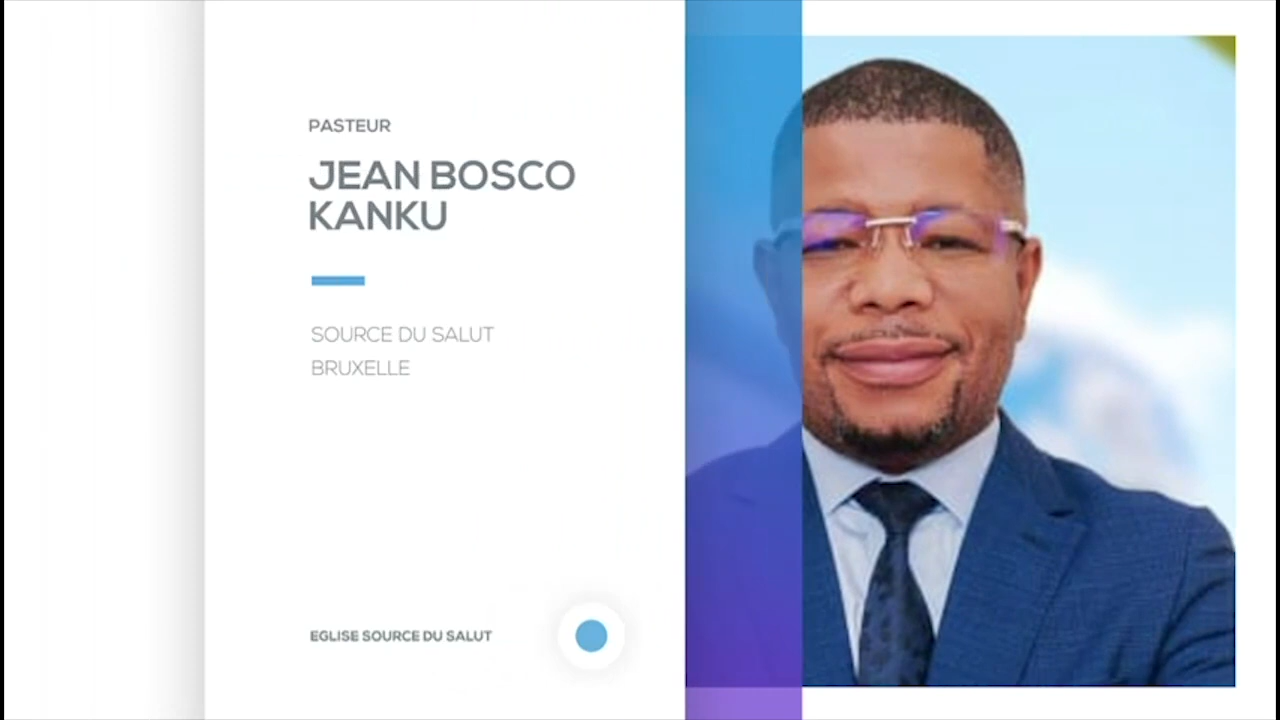 PASTEUR
JEAN BOSCO
KANKU
SOURCE DU SALUT
BRUXELLE
EGLISE SOURCE DU SALUT